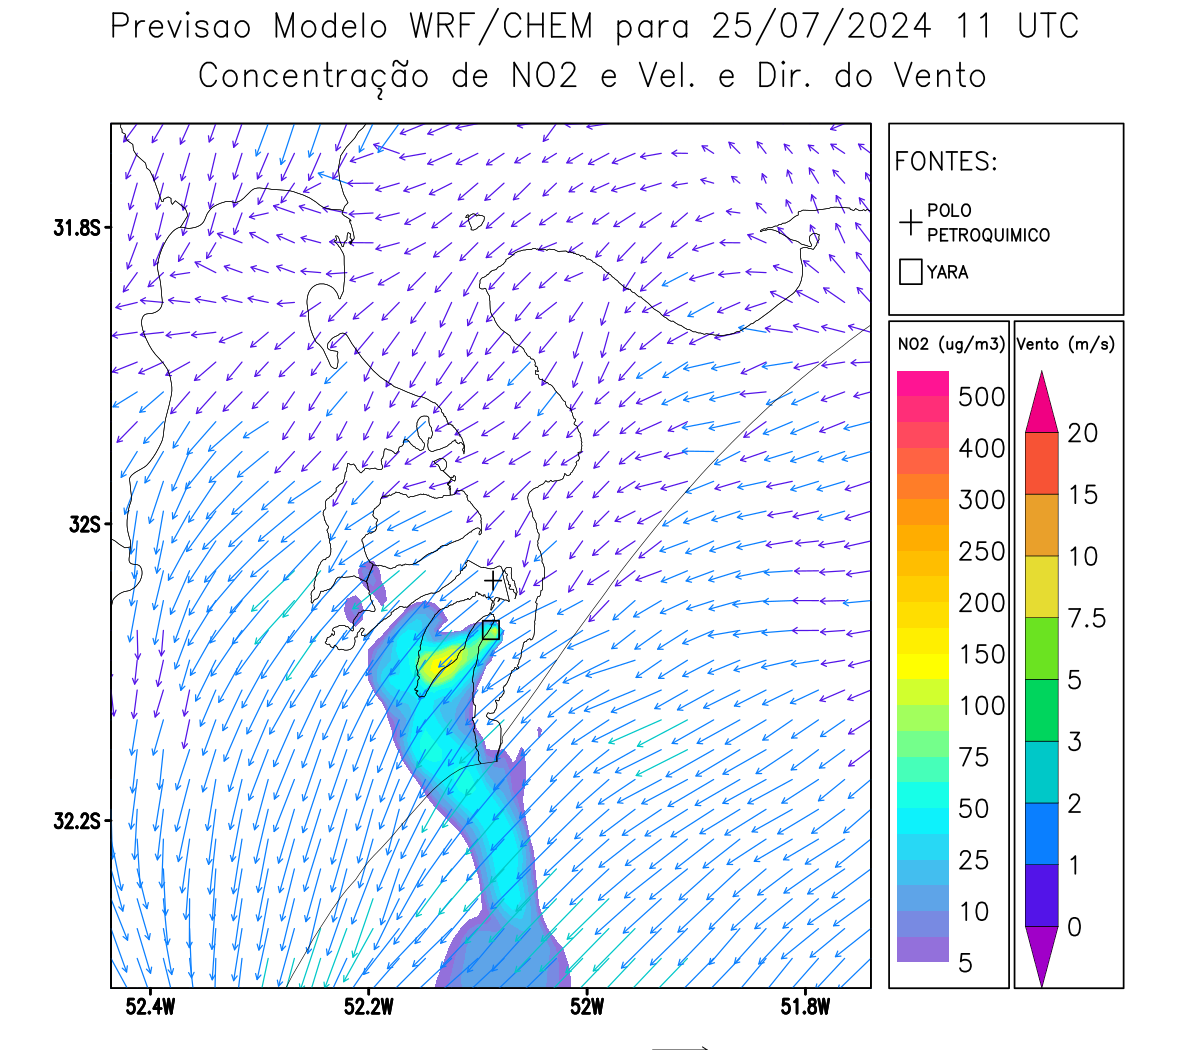 Previsao Modelo WRF/CHEM para 25/07/2024 11 UTC
Concentração de NO2 e Vel. e Dir. do Vento
FONTES:
POLO
PETROQUIMICO
YARA
NO2 (ug/m3)
500
400
300
250
200
150
100
75
50
25
10
5
Vento (m/s)
20
15
10
7.5
5
3
2
1
0
31.8S
32S
32.2S
52.4W
52.2W
52W
51.8W